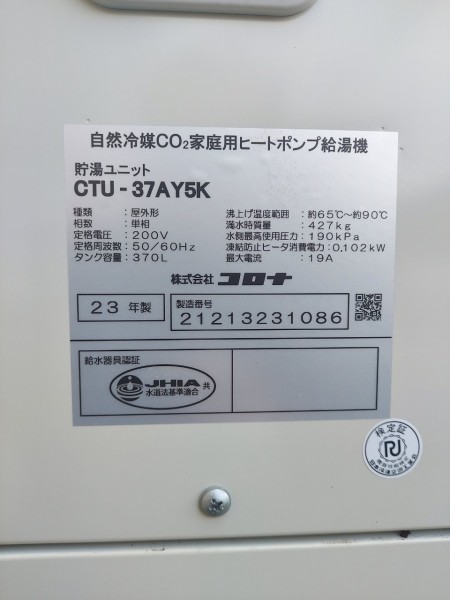 自然冷媒CO₂家庭用ヒートポンプ給湯機
貯湯ユニット
CTU-37AY5K
種類 : 屋外形
相数 : 単相
定格電圧 : 200V
定格周波数 : 50/60Hz
タンク容量 : 370L
沸上げ温度範囲 : 約65℃〜約90℃
満水時質量 : 427kg
水側最高使用圧力 : 190kPa
凍結防止ヒータ消費電力 : 0.102kW
最大電流 : 19A
株式会社 コロナ
23 年製
製造番号
21213231086
給水器具認証
JHIA 共
水道法基準適合
検定証